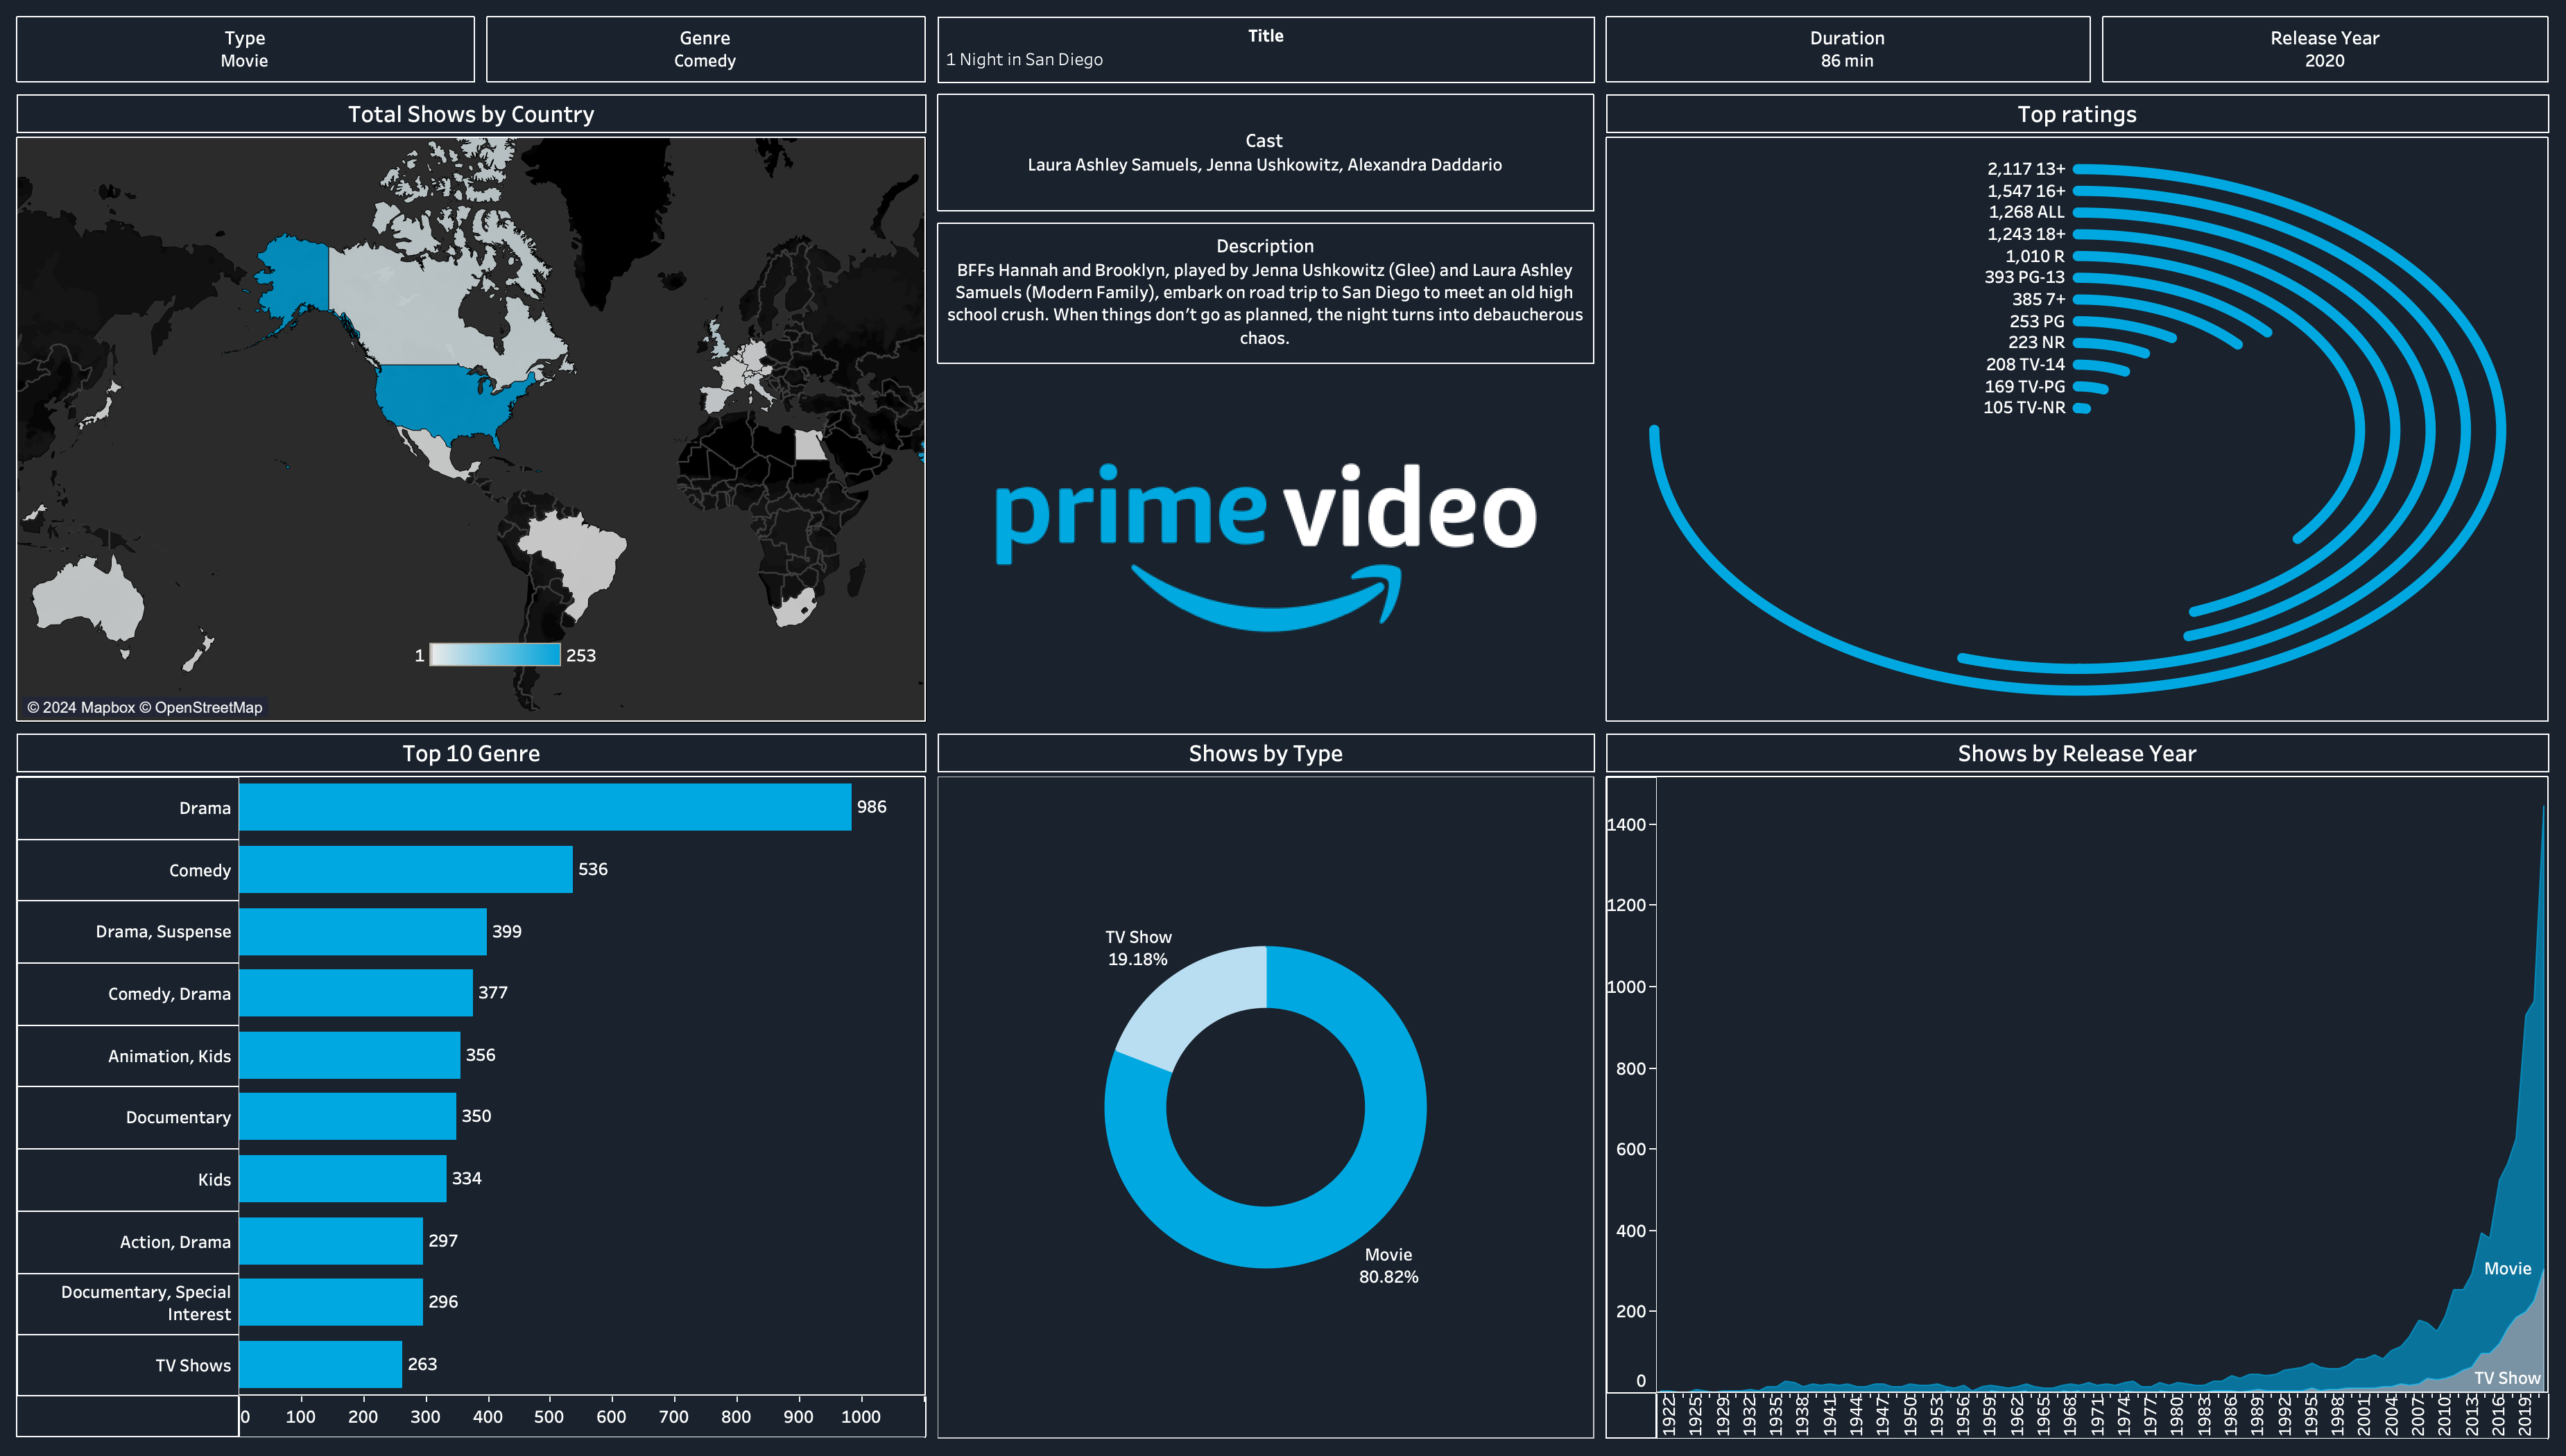 Type
Movie
Genre
Comedy
Title
1 Night in San Diego
Duration
86 min
Release Year
2020
Total Shows by Country
1
253
© 2024 Mapbox © OpenStreetMap
Cast
Laura Ashley Samuels, Jenna Ushkowitz, Alexandra Daddario
Description
BFFs Hannah and Brooklyn, played by Jenna Ushkowitz (Glee) and Laura Ashley
Samuels (Modern Family), embark on road trip to San Diego to meet an old high
school crush. When things don’t go as planned, the night turns into debaucherous
chaos.
prime video
Top ratings
2,117 13+
1,547 16+
1,268 ALL
1,243 18+
1,010 R
393 PG-13
385 7+
253 PG
223 NR
208 TV-14
169 TV-PG
105 TV-NR
Top 10 Genre
Drama
986
Comedy
536
Drama, Suspense
399
Comedy, Drama
377
Animation, Kids
356
Documentary
350
Kids
334
Action, Drama
297
Documentary, Special
Interest
296
TV Shows
263
0 100 200 300 400 500 600 700 800 900 1000
Shows by Type
TV Show
19.18%
Movie
80.82%
Shows by Release Year
1400
1200
1000
800
600
400
200
0
Movie
TV Show
1922 1925 1929 1932 1935 1938 1941 1944 1947 1950 1953 1956 1959 1962 1965 1968 1971 1974 1977 1980 1983 1986 1989 1992 1995 1998 2001 2004 2007 2010 2013 2016 2019